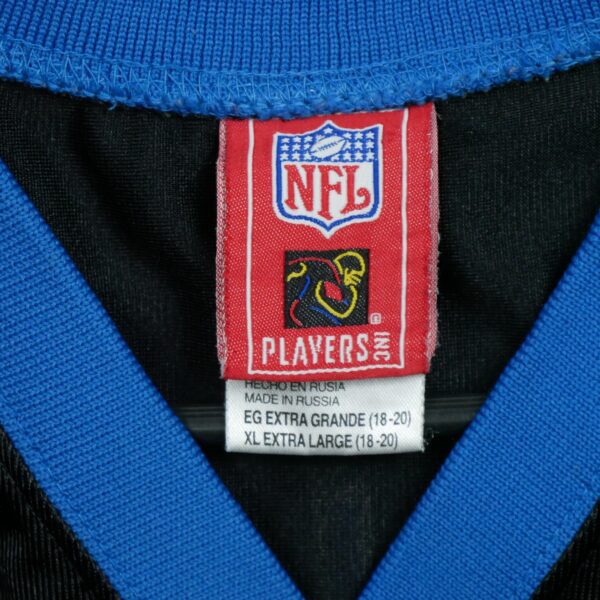 NFL
PLAYERS INC
HECHO EN RUSIA
MADE IN RUSSIA
EG EXTRA GRANDE (18-20)
XL EXTRA LARGE (18-20)